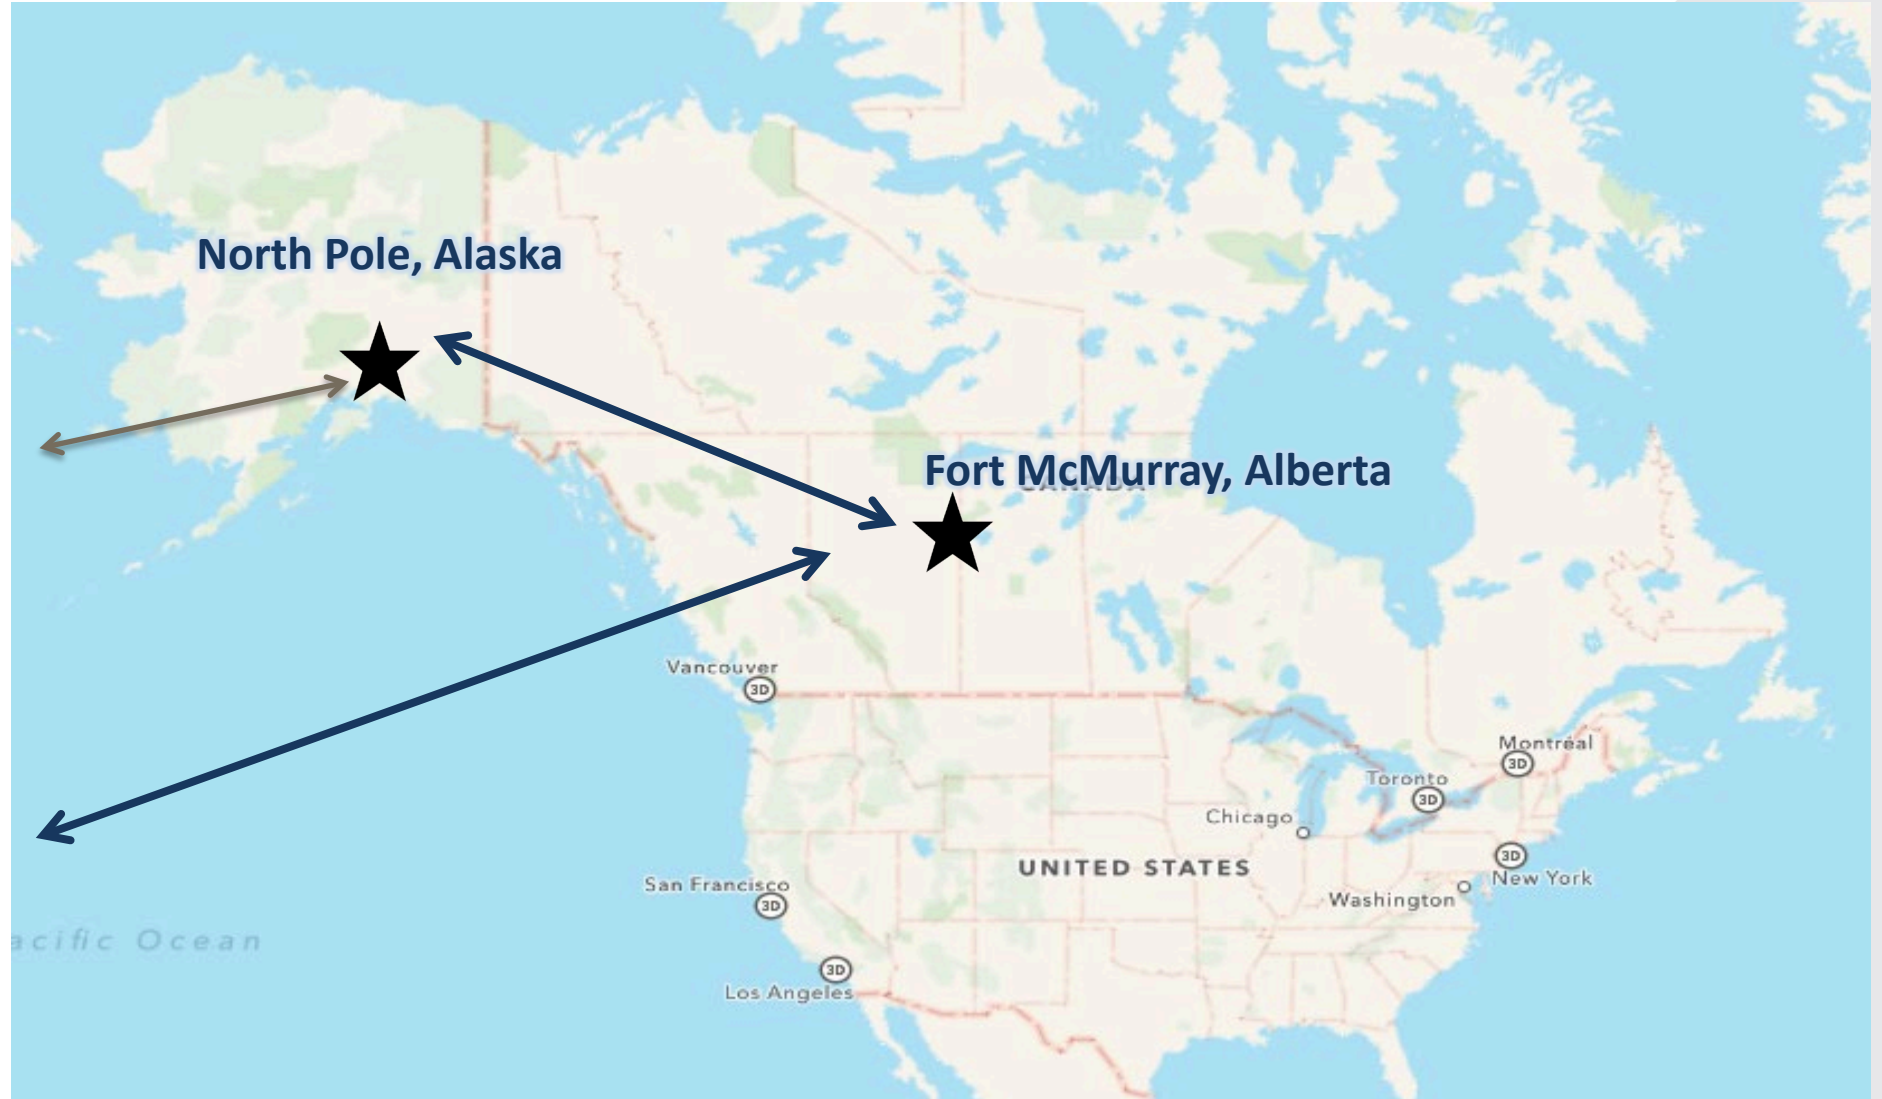 North Pole, Alaska
Fort McMurray, Alberta
CANADA
Vancouver
3D
Montréal
3D
Toronto
3D
Chicago
3D
New York
UNITED STATES
San Francisco
3D
Washington
acific Ocean
3D
Los Angeles